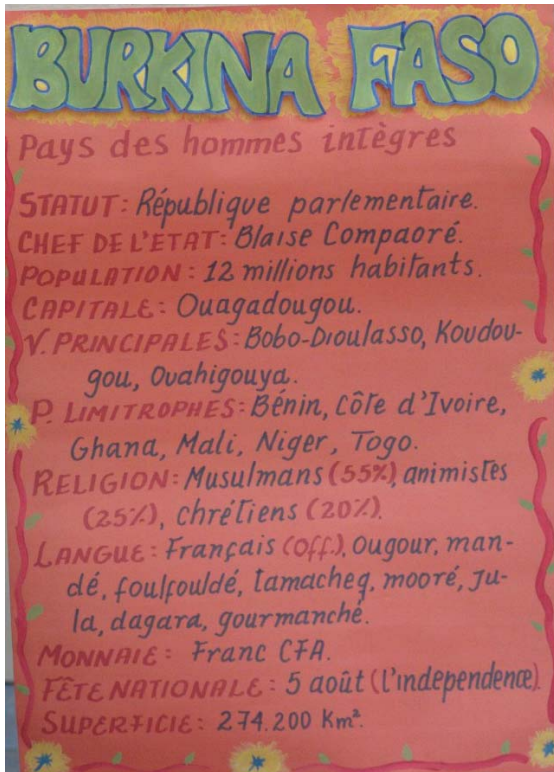 BURKINA FASO
Pays des hommes intègres
STATUT: République parlementaire.
CHEF DE L'ETAT: Blaise Compaoré.
POPULATION: 12 millions habitants.
CAPITALE: Ouagadougou.
V. PRINCIPALES: Bobo-Dioulasso, Koudou-
gou, Ouahigouya.
P. LIMITROPHES: Bénin, Côte d'Ivoire,
Ghana, Mali, Niger, Togo.
RELIGION: Musulmans (55%), animistes
(25%), chrétiens (20%).
LANGUE: Français (Off.), Ougour, man-
dé, foulfouldé, tamacheq, mooré, Ju-
la, dagara, gourmanché.
MONNAIE: Franc CFA.
FÊTE NATIONALE: 5 août (l'independence).
SUPERFICIE: 274.200 Km².